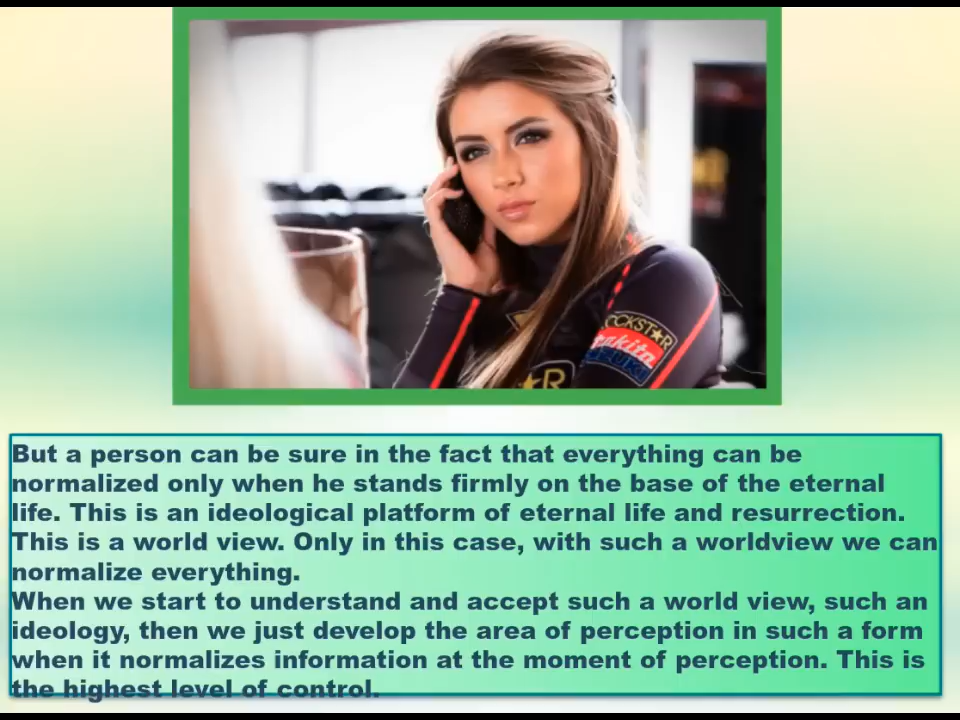 CKSTAR
makita
SUZUKI
R
But a person can be sure in the fact that everything can be
normalized only when he stands firmly on the base of the eternal
life. This is an ideological platform of eternal life and resurrection.
This is a world view. Only in this case, with such a worldview we can
normalize everything.
When we start to understand and accept such a world view, such an
ideology, then we just develop the area of perception in such a form
when it normalizes information at the moment of perception. This is
the highest level of control.